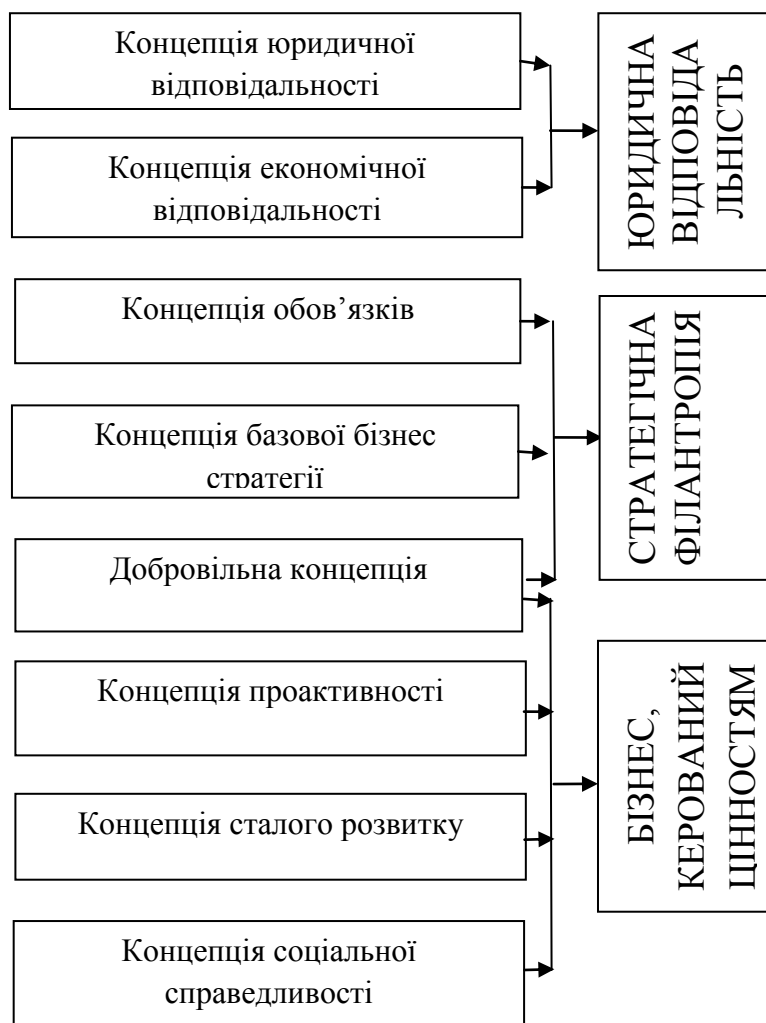 Концепція юридичної
відповідальності
Концепція економічної
відповідальності
Концепція обов’язків
Концепція базової бізнес
стратегії
Добровільна концепція
Концепція проактивності
Концепція сталого розвитку
Концепція соціальної
справедливості
ЮРИДИЧНА
ВІДПОВІДА
ЛЬНІСТЬ
СТРАТЕГІЧНА
ФІЛАНТРОПІЯ
БІЗНЕС,
КЕРОВАНИЙ
ЦІННОСТЯМ